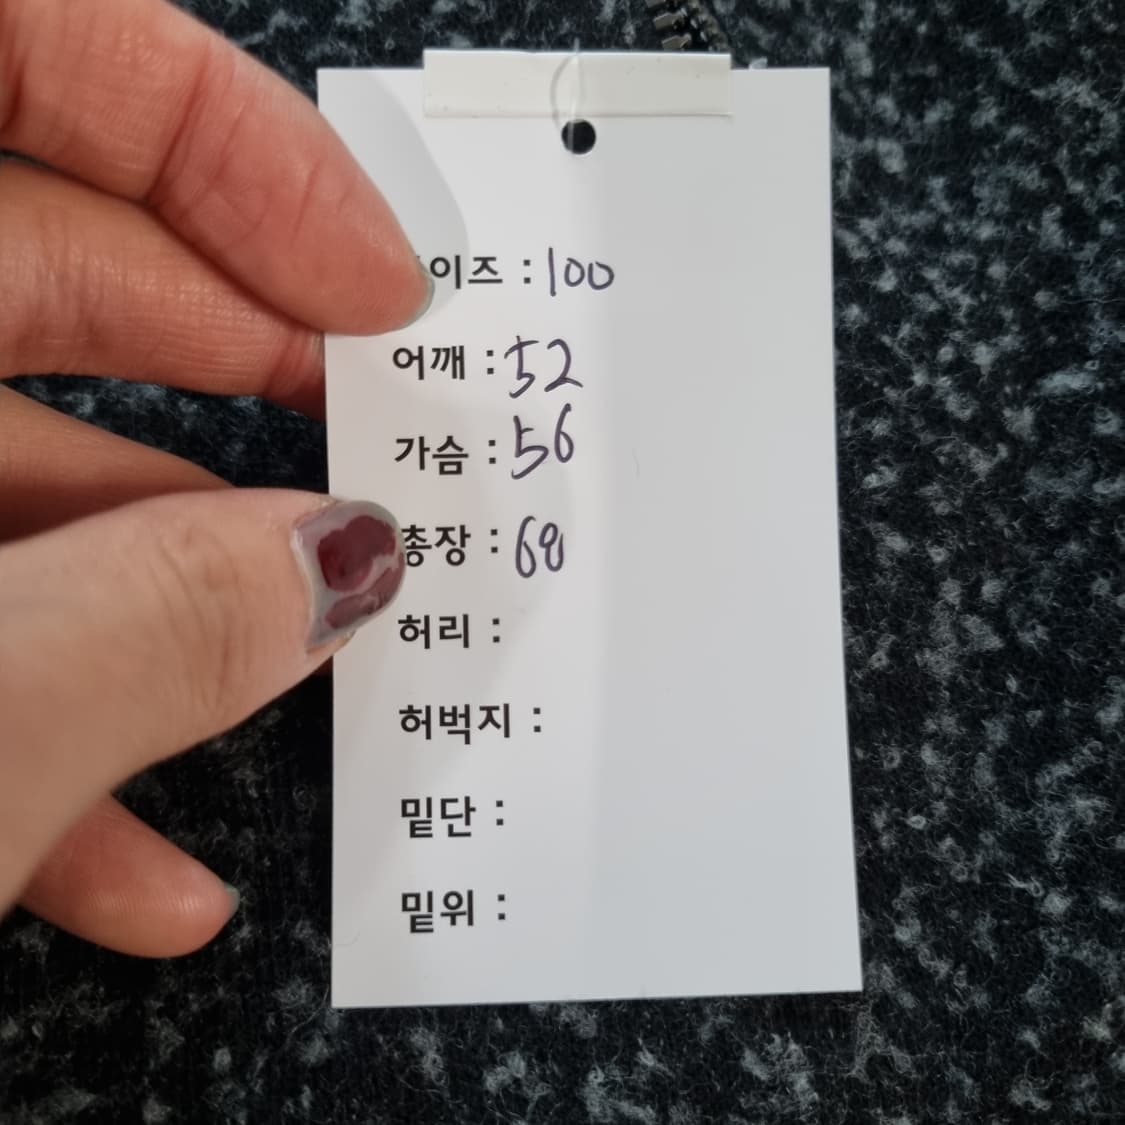 이즈 : 100
어깨 : 52
가슴 : 56
총장 :
허리 :
허벅지 :
밑단 :
밑위 :